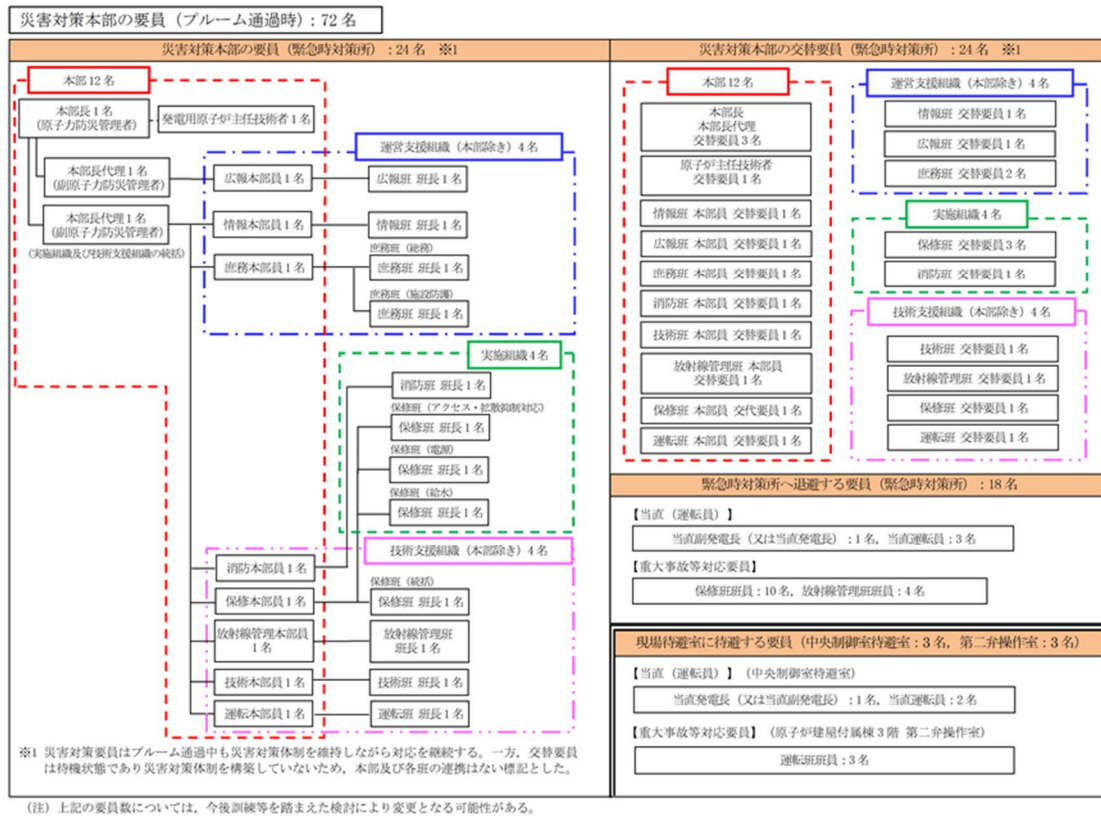 災害対策本部の要員（プルーム通過時）：72名
災害対策本部の要員（緊急時対策所）：24名 ※1
本部12名
本部長1名
(原子力防災管理者)
発電用原子炉主任技術者1名
運営支援組織（本部除き）4名
本部長代理1名
(副原子力防災管理者)
広報本部員1名
広報班 班長1名
本部長代理1名
(副原子力防災管理者)
(実施組織及び技術支援組織の統括)
情報本部員1名
情報班 班長1名
庶務班（総務）
庶務本部員1名
庶務班 班長1名
庶務班（施設防護）
庶務班 班長1名
実施組織4名
消防班 班長1名
保修班（アクセス・拡散抑制対応）
保修班 班長1名
保修班（電源）
保修班 班長1名
保修班（給水）
保修班 班長1名
技術支援組織（本部除き）4名
消防本部員1名
保修班（統括）
保修本部員1名
保修班 班長1名
放射線管理本部員
1名
放射線管理班
班長1名
技術本部員1名
技術班 班長1名
運転本部員1名
運転班 班長1名
※1 災害対策要員はプルーム通過中も災害対策体制を維持しながら対応を継続する。一方，交替要員
は待機状態であり災害対策体制を構築していないため，本部及び各班の連携はない標記とした。
災害対策本部の交替要員（緊急時対策所）：24名 ※1
本部12名
本部長
本部長代理
交替要員3名
原子炉主任技術者
交替要員1名
情報班 本部員 交替要員1名
広報班 本部員 交替要員1名
庶務班 本部員 交替要員1名
消防班 本部員 交替要員1名
技術班 本部員 交替要員1名
放射線管理班 本部員
交替要員1名
保修班 本部員 交代要員1名
運転班 本部員 交替要員1名
運営支援組織（本部除き）4名
情報班 交替要員1名
広報班 交替要員1名
庶務班 交替要員2名
実施組織4名
保修班 交替要員3名
消防班 交替要員1名
技術支援組織（本部除き）4名
技術班 交替要員1名
放射線管理班 交替要員1名
保修班 交替要員1名
運転班 交替要員1名
緊急時対策所へ退避する要員（緊急時対策所）：18名
【当直（運転員）】
当直副発電長（又は当直発電長）：1名，当直運転員：3名
【重大事故等対応要員】
保修班班員：10名，放射線管理班班員：4名
現場待避室に待避する要員（中央制御室待避室：3名，第二弁操作室：3名）
【当直（運転員）】（中央制御室待避室）
当直発電長（又は当直副発電長）：1名，当直運転員：2名
【重大事故等対応要員】（原子炉建屋付属棟3階 第二弁操作室）
運転班班員：3名
（注）上記の要員数については，今後訓練等を踏まえた検討により変更となる可能性がある。